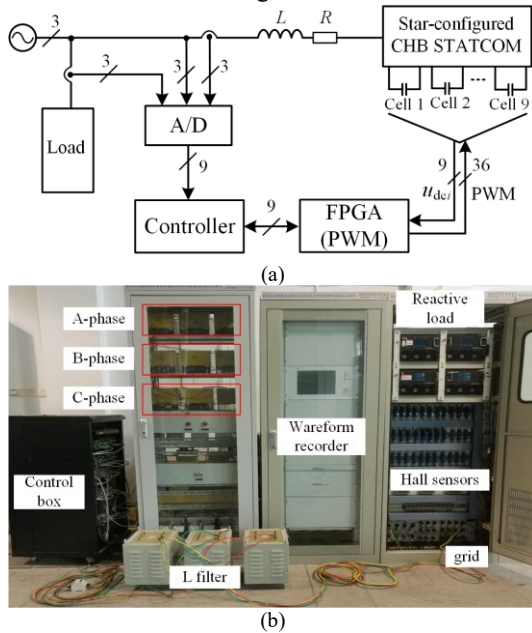 3
L
R
Star-configured
CHB STATCOM
3
3
3
Cell 1
Cell 2
Cell 9
Load
A/D
9
9
36
u_dci
PWM
Controller
9
FPGA
(PWM)
(a)
A-phase
B-phase
C-phase
Control
box
L filter
Wareform
recorder
Reactive
load
Hall sensors
grid
(b)